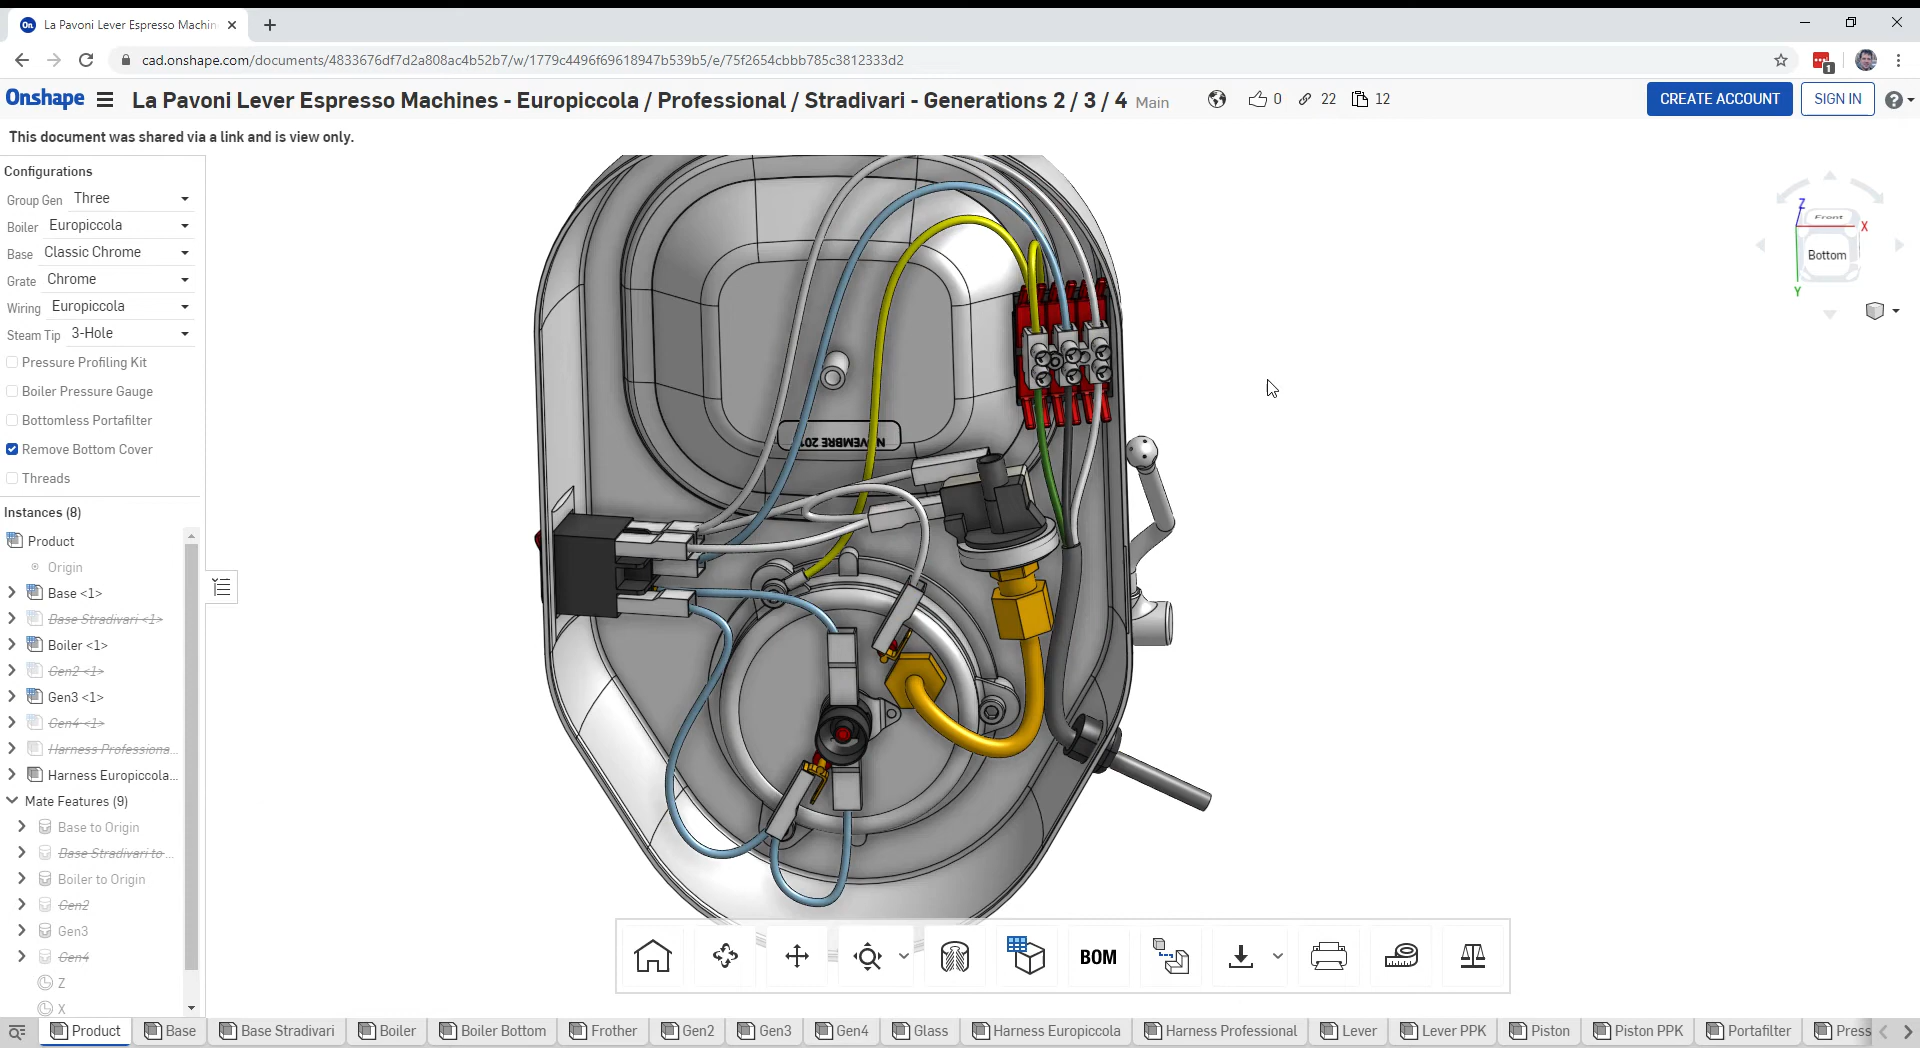 La Pavoni Lever Espresso Machin
cad.onshape.com/documents/4833676df7d2a808ac4b52b7/w/1779c4496f69618947b539b5/e/75f2654cbbb785c3812333d2
1
Onshape
La Pavoni Lever Espresso Machines - Europiccola / Professional / Stradivari - Generations 2 / 3 / 4 Main
0
22
12
CREATE ACCOUNT
SIGN IN
This document was shared via a link and is view only.
Configurations
Group Gen Three
Boiler Europiccola
Base Classic Chrome
Grate Chrome
Wiring Europiccola
Steam Tip 3-Hole
Pressure Profiling Kit
Boiler Pressure Gauge
Bottomless Portafilter
Remove Bottom Cover
Threads
Instances (8)
Product
Origin
Base <1>
Base Stradivari <1>
Boiler <1>
Gen2 <1>
Gen3 <1>
Gen4 <1>
Harness Professiona...
Harness Europiccola...
Mate Features (9)
Base to Origin
Base Stradivari to ...
Boiler to Origin
Gen2
Gen3
Gen4
Z
X
Z
Front
X
Bottom
Y
BOM
Product
Base
Base Stradivari
Boiler
Boiler Bottom
Frother
Gen2
Gen3
Gen4
Glass
Harness Europiccola
Harness Professional
Lever
Lever PPK
Piston
Piston PPK
Portafilter
Press